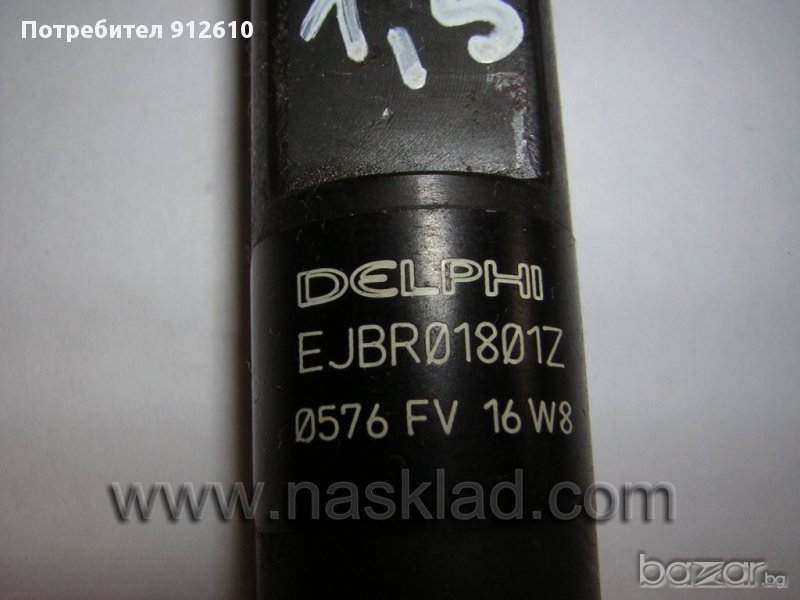 Потребител 912610
1,5
DELPHI
EJBR01801Z
0576 FV 16 W8
www.nasklad.com
bazar.bg